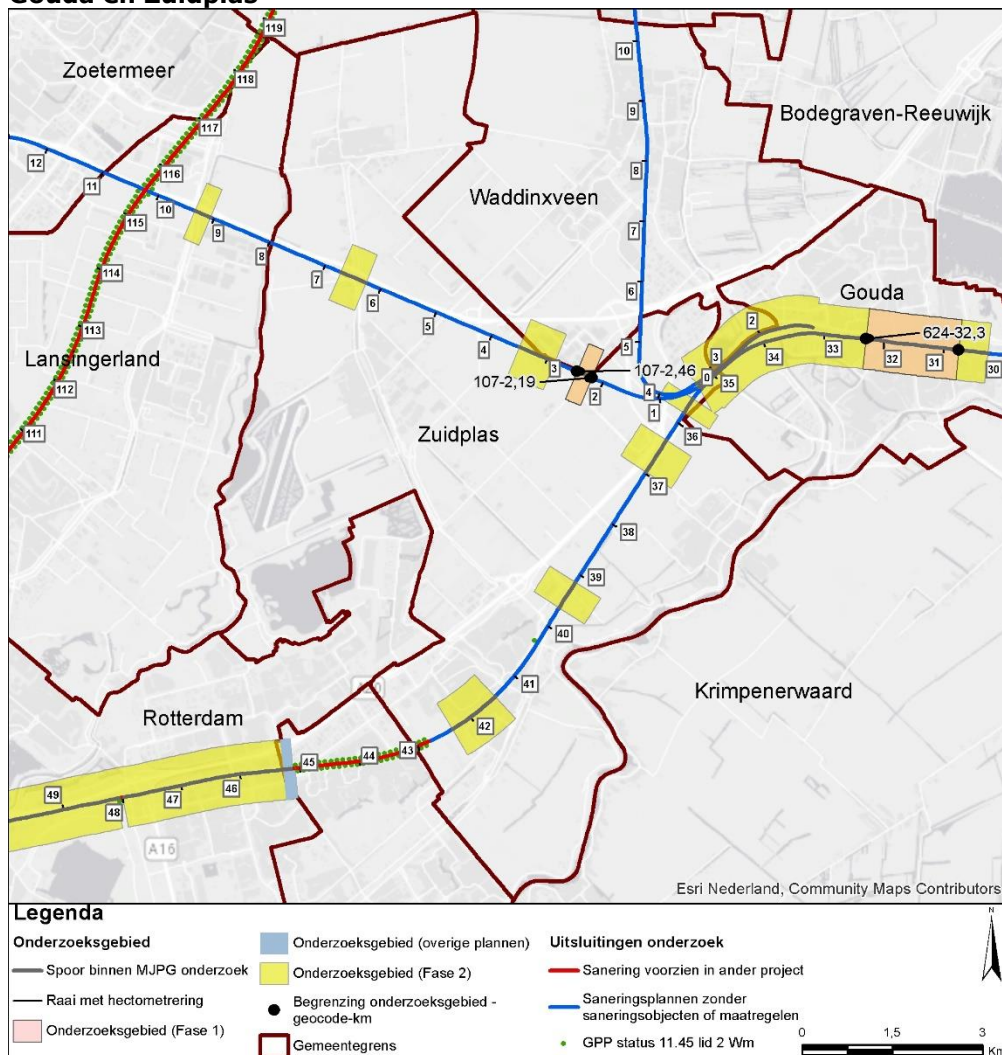 Gouda en Zuidplas
119
Zoetermeer
118
10
Bodegraven-Reeuwijk
117
9
12
116
8
11
Waddinxveen
115
10
9
7
114
8
7
6
Gouda
6
2
624-32,3
113
5
33
Lansingerland
4
5
34
32
31
30
3
3
107-2,46
0
35
112
107-2,19
2
4
1
111
Zuidplas
36
37
38
39
40
Krimpenerwaard
41
Rotterdam
A20
42
43
44
45
46
49
47
48
A16
Esri Nederland, Community Maps Contributors
Legenda
Onderzoeksgebied
Spoor binnen MJPG onderzoek
Raai met hectometrering
Onderzoeksgebied (Fase 1)
Onderzoeksgebied (overige plannen)
Onderzoeksgebied (Fase 2)
Begrenzing onderzoeksgebied -
geocode-km
Gemeentegrens
Uitsluitingen onderzoek
Sanering voorzien in ander project
Saneringsplannen zonder
saneringsobjecten of maatregelen
GPP status 11.45 lid 2 Wm
N
0 1,5 3
Km